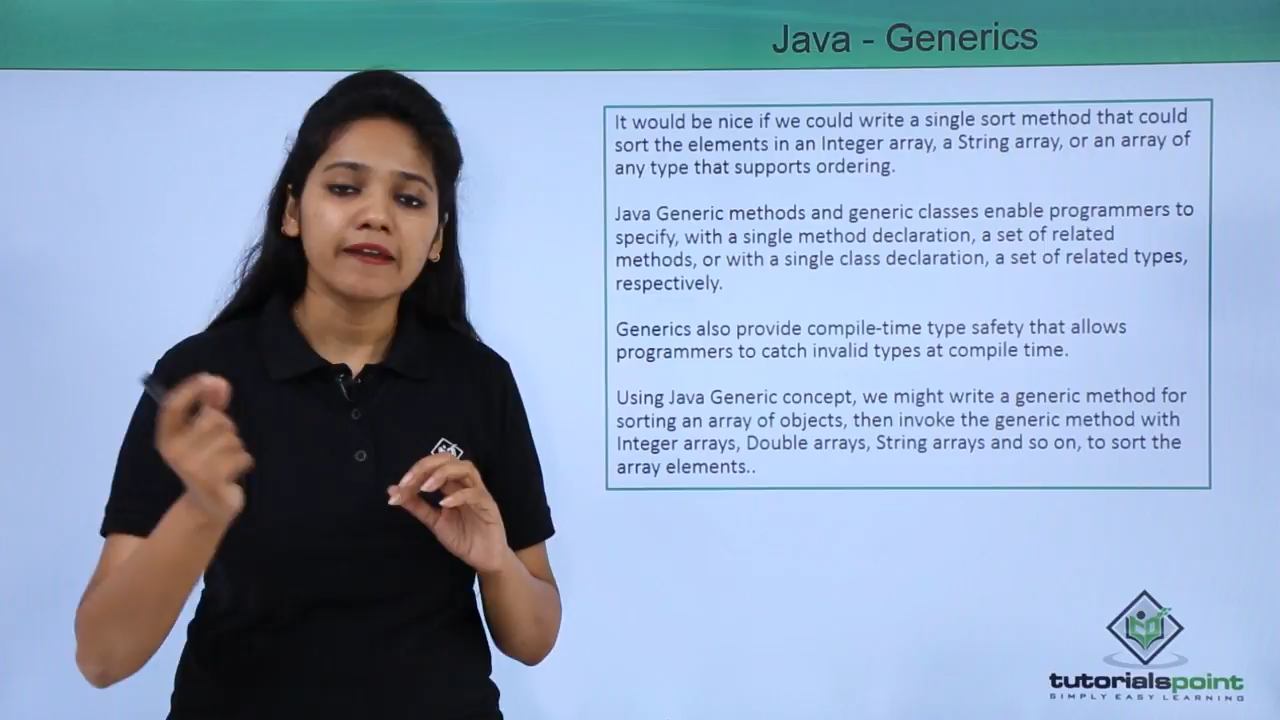 Java - Generics
It would be nice if we could write a single sort method that could
sort the elements in an Integer array, a String array, or an array of
any type that supports ordering.
Java Generic methods and generic classes enable programmers to
specify, with a single method declaration, a set of related
methods, or with a single class declaration, a set of related types,
respectively.
Generics also provide compile-time type safety that allows
programmers to catch invalid types at compile time.
Using Java Generic concept, we might write a generic method for
sorting an array of objects, then invoke the generic method with
Integer arrays, Double arrays, String arrays and so on, to sort the
array elements..
tutorialspoint
SIMPLY EASY LEARNING